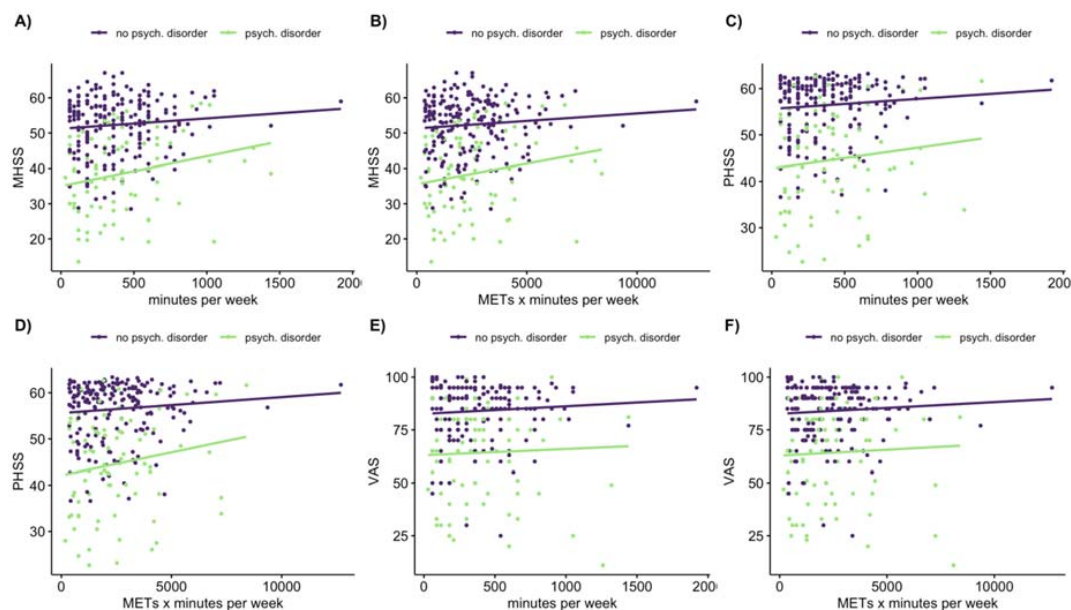 A)
no psych. disorder psych. disorder
MHSS
60
50
40
30
20
0 500 1000 1500 200
minutes per week
B)
no psych. disorder psych. disorder
MHSS
60
50
40
30
20
0 5000 10000
METs x minutes per week
C)
no psych. disorder psych. disorder
PHSS
60
50
40
30
0 500 1000 1500 200
minutes per week
D)
no psych. disorder psych. disorder
PHSS
60
50
40
30
0 5000 10000
METs x minutes per week
E)
no psych. disorder psych. disorder
VAS
100
75
50
25
0 500 1000 1500 200
minutes per week
F)
no psych. disorder psych. disorder
VAS
100
75
50
25
0 5000 10000
METs x minutes per week